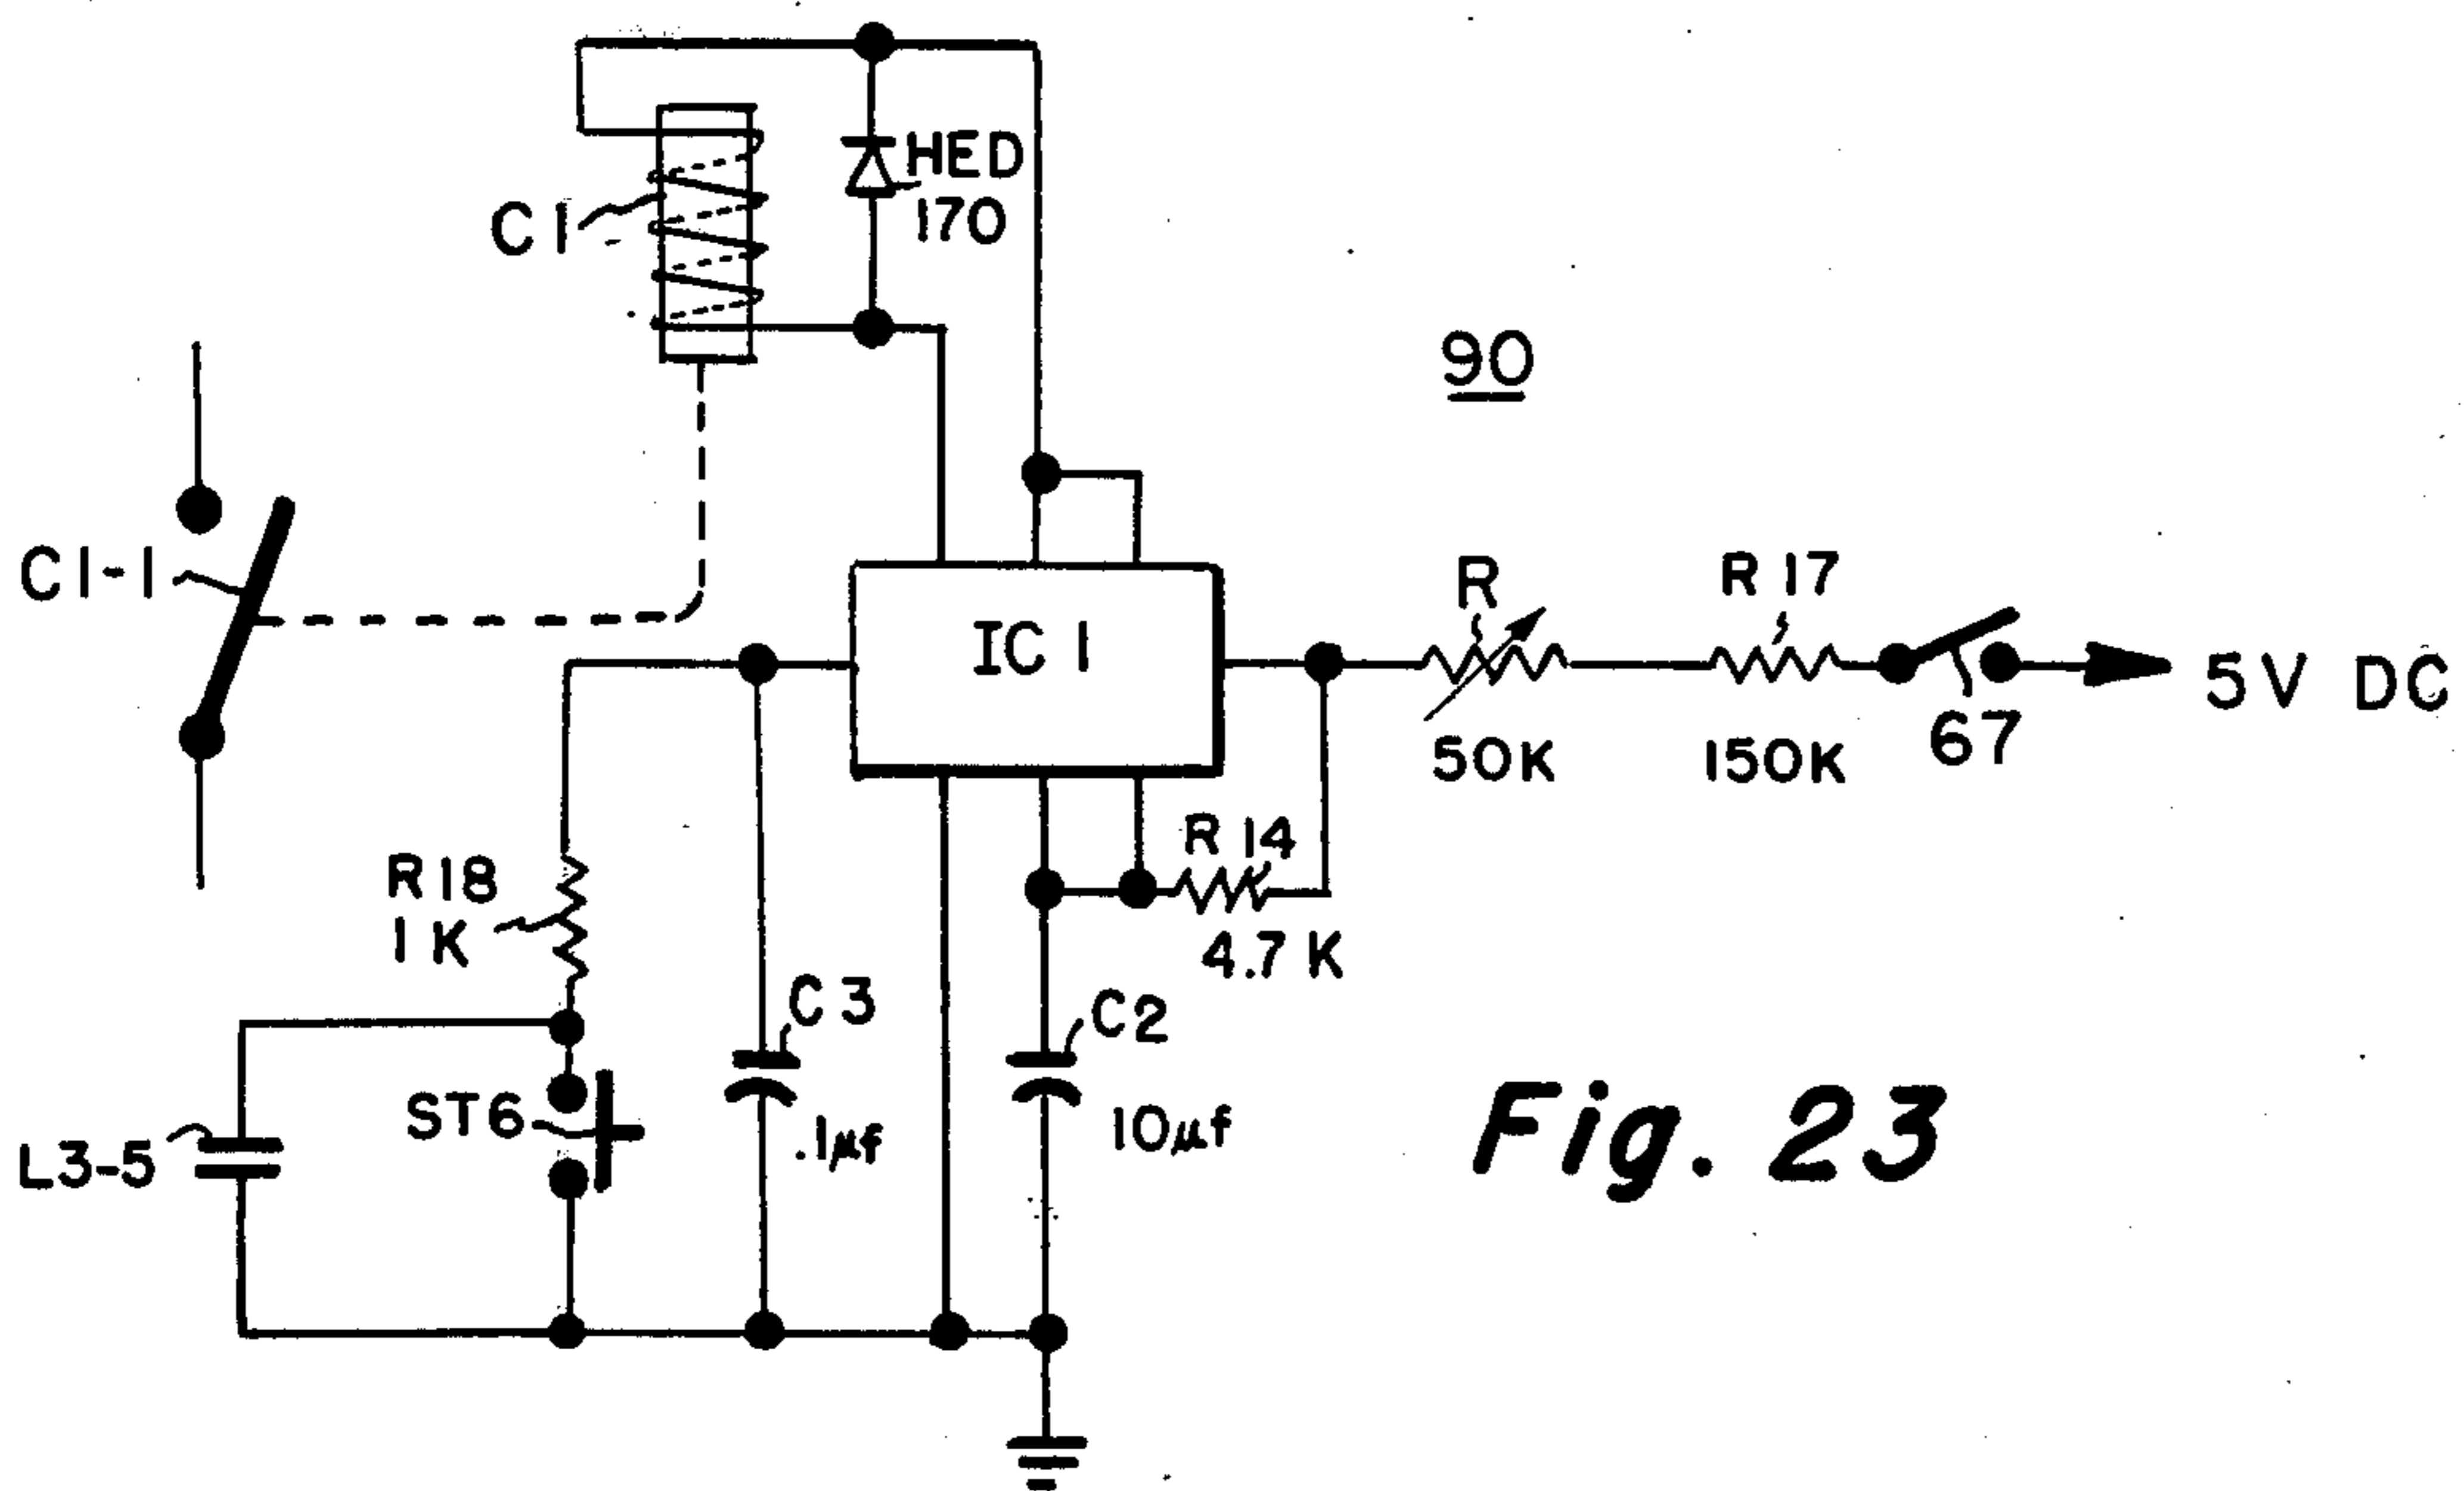 HED
170
C1
90
C1-1
IC 1
R
R 17
5V DC
50K
150K
67
R 14
4.7 K
R18
1 K
C 3
C2
.1µf
10µf
ST6
L3-5
Fig. 23